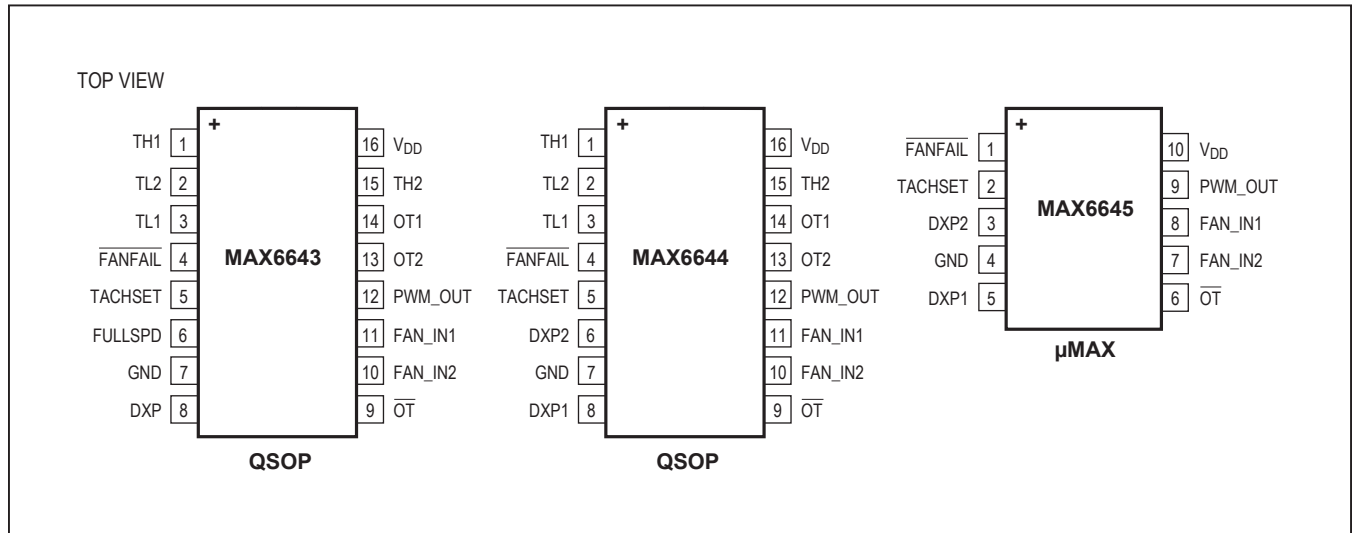 TOP VIEW
+
MAX6643
TH1 1
TL2 2
TL1 3
FANFAIL 4
TACHSET 5
FULLSPD 6
GND 7
DXP 8
16 VDD
15 TH2
14 OT1
13 OT2
12 PWM_OUT
11 FAN_IN1
10 FAN_IN2
9 OT
QSOP
+
MAX6644
TH1 1
TL2 2
TL1 3
FANFAIL 4
TACHSET 5
DXP2 6
GND 7
DXP1 8
16 VDD
15 TH2
14 OT1
13 OT2
12 PWM_OUT
11 FAN_IN1
10 FAN_IN2
9 OT
QSOP
+
MAX6645
FANFAIL 1
TACHSET 2
DXP2 3
GND 4
DXP1 5
10 VDD
9 PWM_OUT
8 FAN_IN1
7 FAN_IN2
6 OT
µMAX